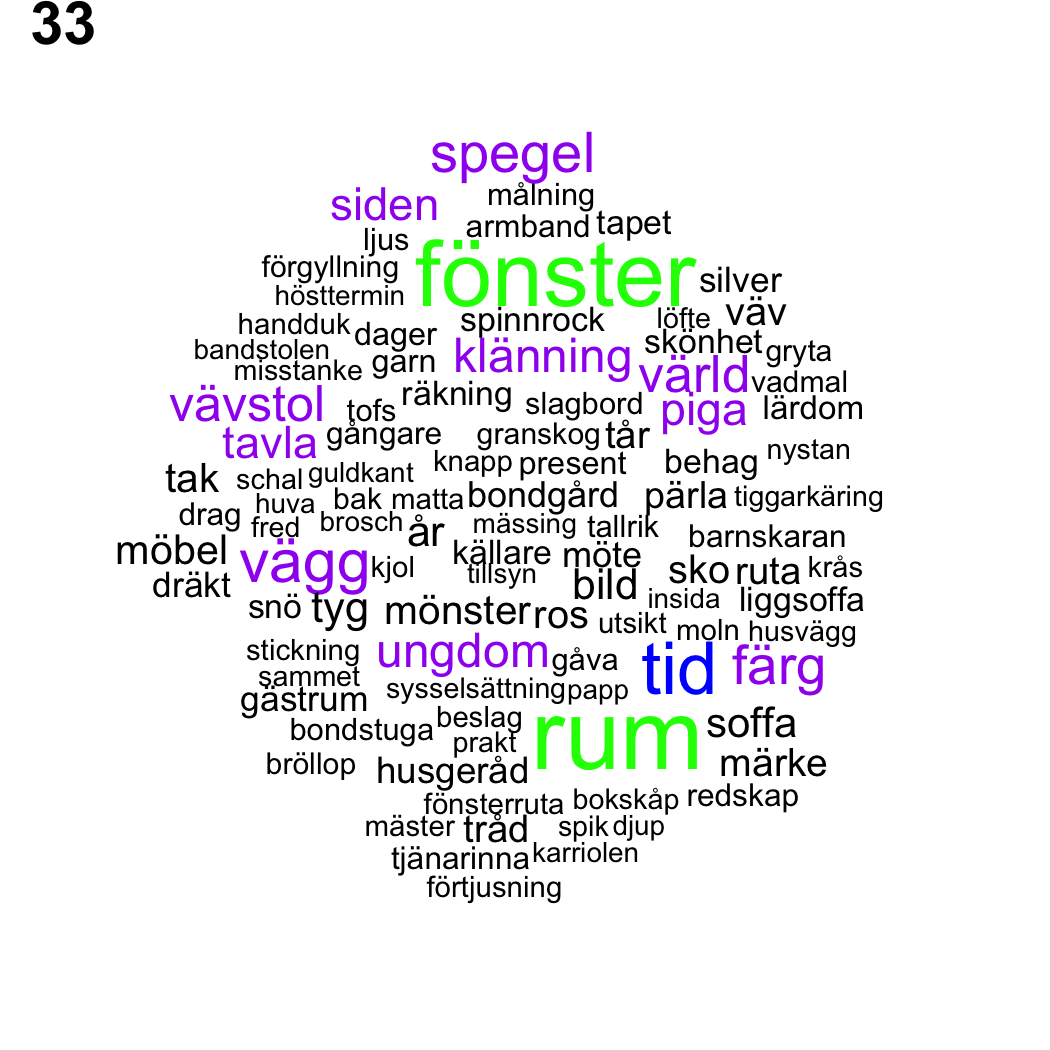 33
spegel
siden målning
armband tapet
ljus
förgyllning fönster silver
hösttermin
handduk dager spinnrock löfte väv
bandstolen garn klänning skönhet gryta
misstanke värld vadmal
vävstol tofs räkning slagbord piga lärdom
tavla gångare granskog tår
tak schal guldkant knapp present behag nystan
huva bak matta bondgård pärla tiggarkäring
drag fred brosch år mässing tallrik barnskaran
möbel vägg kjol källare möte sko ruta krås
dräkt tillsyn bild insida liggsoffa
snö tyg mönster ros utsikt moln husvägg
stickning ungdom gåva tid färg
sammet
gästrum sysselsättning papp
bondstuga beslag rum soffa
prakt
bröllop husgeråd märke
fönsterruta bokskåp redskap
mäster tråd spik djup
tjänarinna karriolen
förtjusning